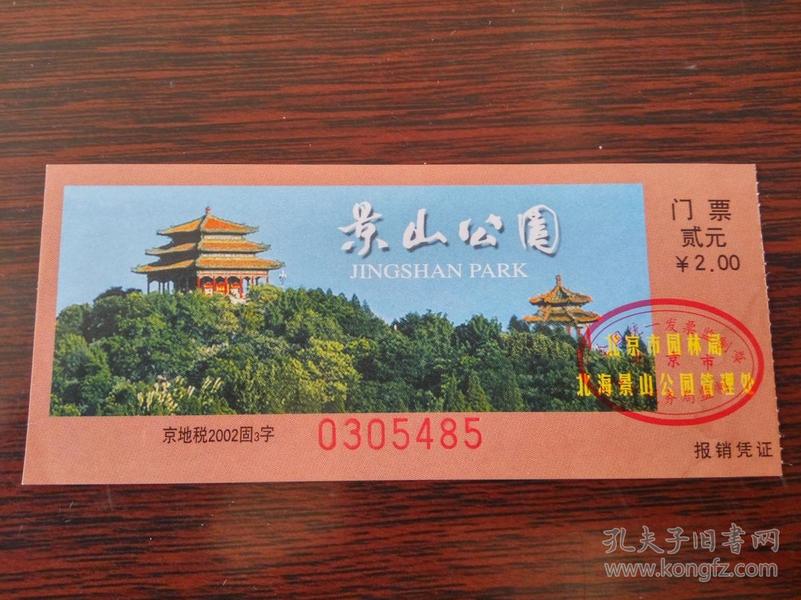 景山公園
JINGSHAN PARK
门票
贰元
￥2.00
北京市园林局
北海景山公园管理处
京地税2002固3字
0305485
报销凭证
孔夫子旧书网
www.kongfz.com